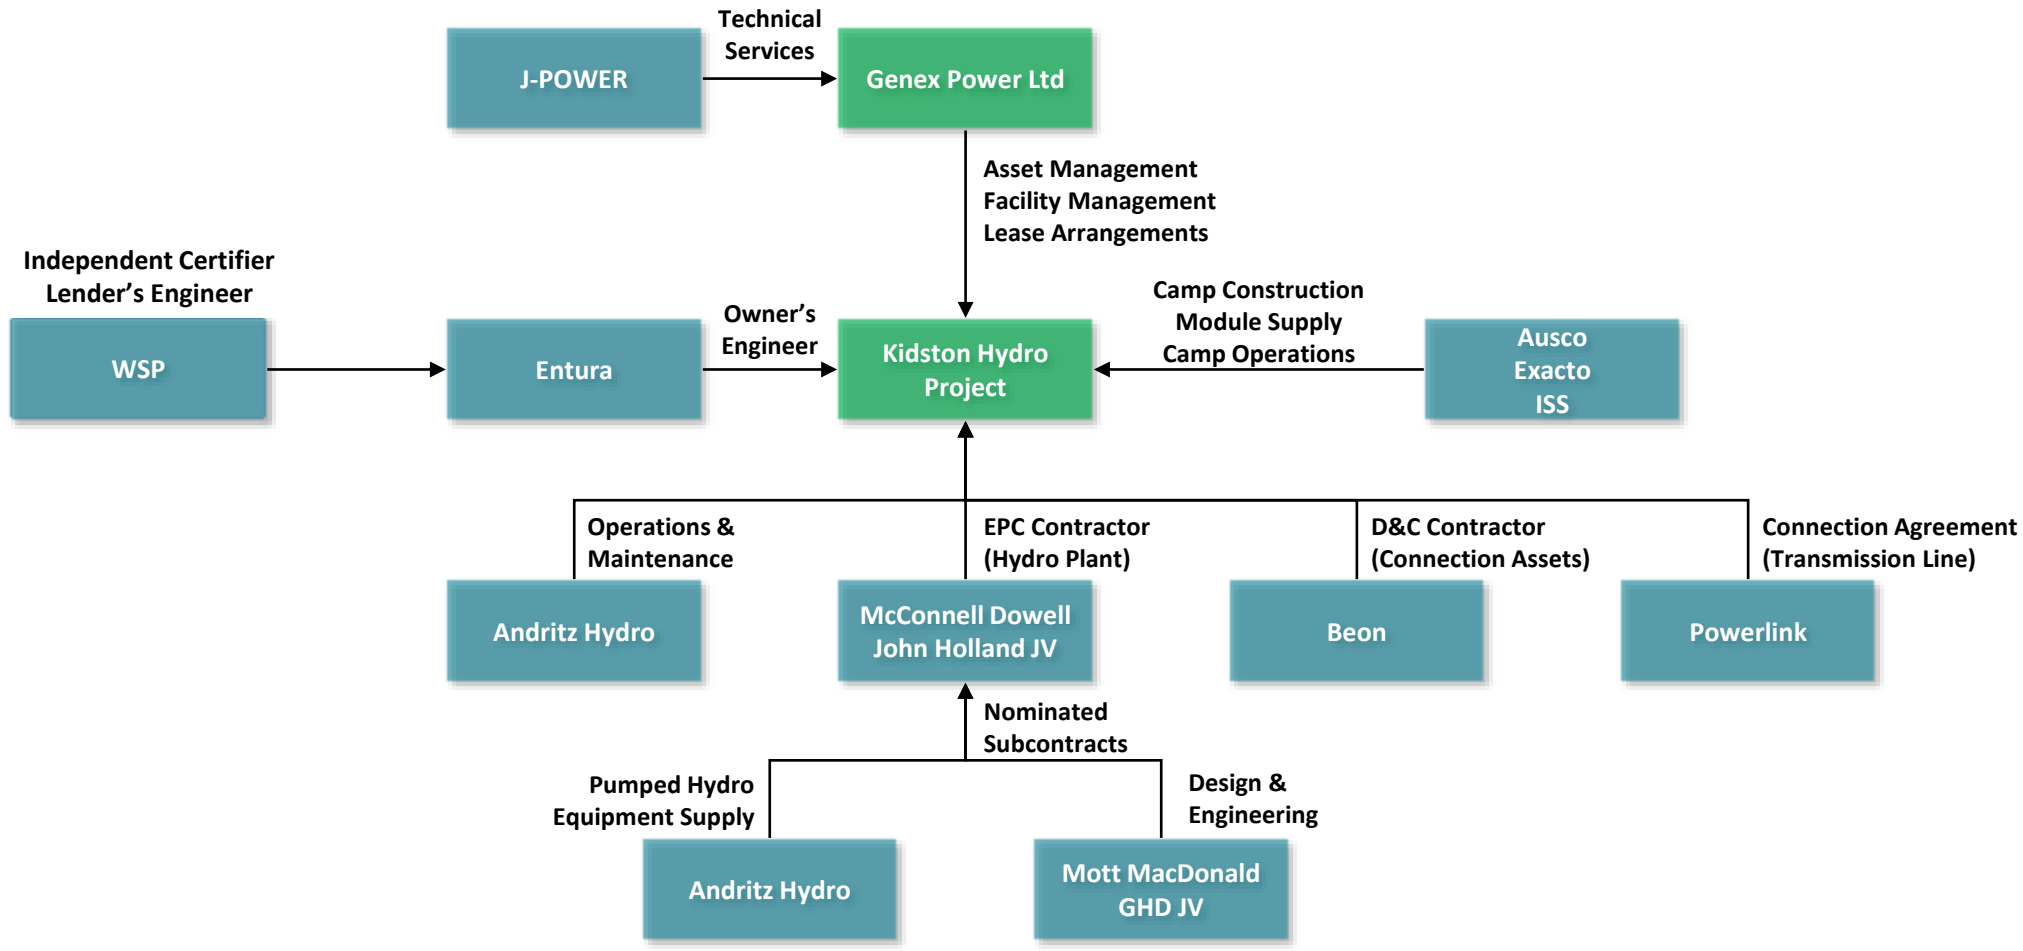 Technical
Services
J-POWER
Genex Power Ltd
Asset Management
Facility Management
Lease Arrangements
Independent Certifier
Lender’s Engineer
WSP
Entura
Owner’s
Engineer
Kidston Hydro
Project
Camp Construction
Module Supply
Camp Operations
Ausco
Exacto
ISS
Operations &
Maintenance
EPC Contractor
(Hydro Plant)
D&C Contractor
(Connection Assets)
Connection Agreement
(Transmission Line)
Andritz Hydro
McConnell Dowell
John Holland JV
Beon
Powerlink
Nominated
Subcontracts
Pumped Hydro
Equipment Supply
Design &
Engineering
Andritz Hydro
Mott MacDonald
GHD JV